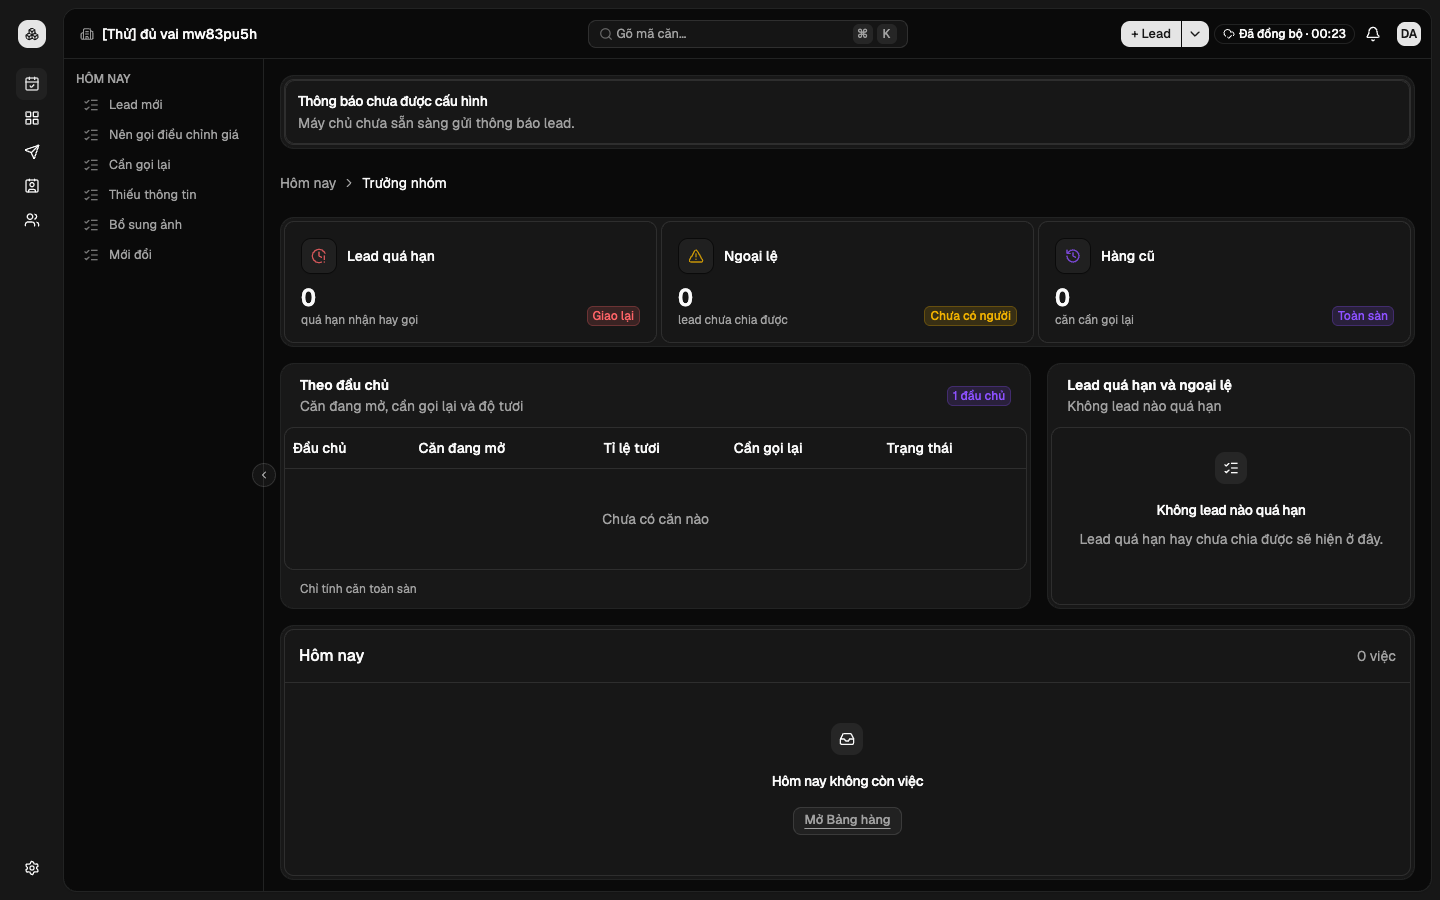 [Thử] đủ vai mw83pu5h
Gõ mã căn...
⌘ K
+ Lead
Đã đồng bộ · 00:23
DA
HÔM NAY
Lead mới
Nên gọi điều chỉnh giá
Cần gọi lại
Thiếu thông tin
Bổ sung ảnh
Mới đổi
Thông báo chưa được cấu hình
Máy chủ chưa sẵn sàng gửi thông báo lead.
Hôm nay > Trưởng nhóm
Lead quá hạn
0
quá hạn nhận hay gọi
Giao lại
Ngoại lệ
0
lead chưa chia được
Chưa có người
Hàng cũ
0
căn cần gọi lại
Toàn sàn
Theo đầu chủ
Căn đang mở, cần gọi lại và độ tươi
1 đầu chủ
Đầu chủ Căn đang mở Tỉ lệ tươi Cần gọi lại Trạng thái
Chưa có căn nào
Chỉ tính căn toàn sàn
Lead quá hạn và ngoại lệ
Không lead nào quá hạn
Không lead nào quá hạn
Lead quá hạn hay chưa chia được sẽ hiện ở đây.
Hôm nay
0 việc
Hôm nay không còn việc
Mở Bảng hàng